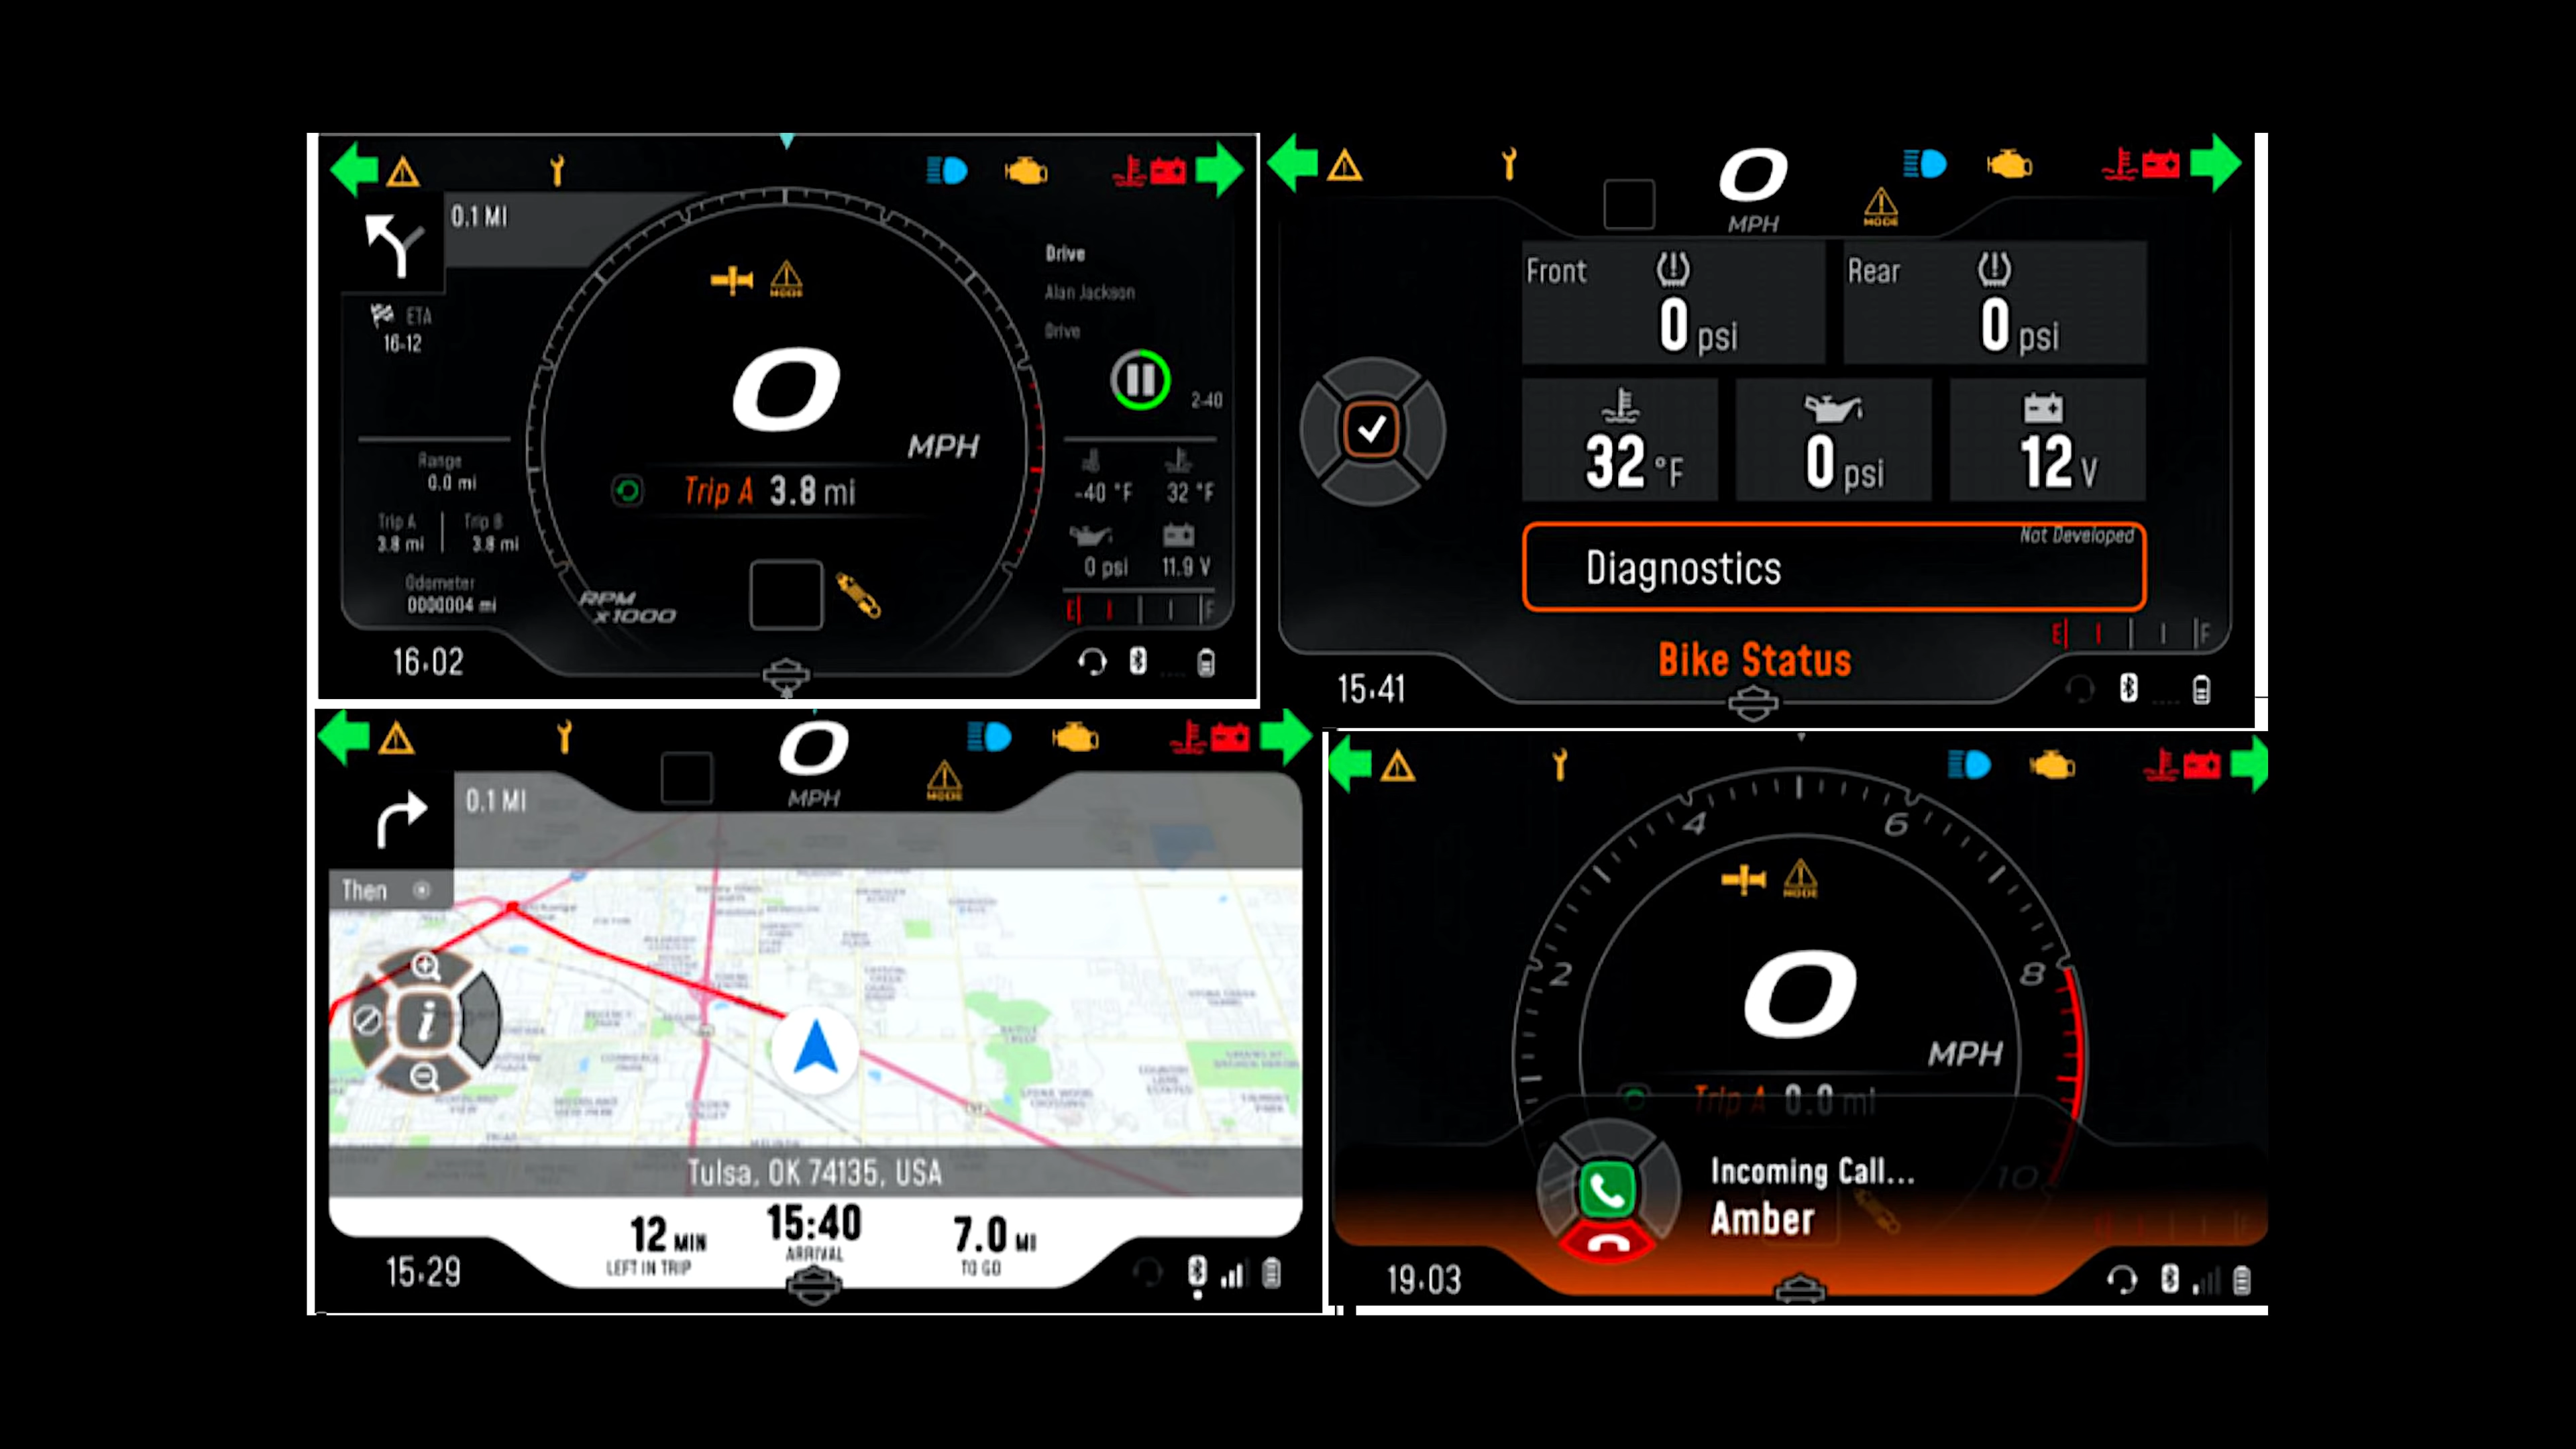 0.1 MI
ETA
16:12
Range
0.0 mi
Trip A
3.8 mi
Trip B
3.8 mi
Odometer
0000004 mi
16:02
MODE
0
MPH
Trip A 3.8 mi
RPM
x1000
Drive
Alan Jackson
Drive
2:40
-40 °F
32 °F
0 psi
11.9 V
E
F
0
MPH
MODE
Front
0 psi
Rear
0 psi
32 °F
0 psi
12 V
Not Developed
Diagnostics
Bike Status
E
F
15:41
0
MPH
MODE
0.1 MI
Then
Tulsa, OK 74135, USA
12 MIN
LEFT IN TRIP
15:40
ARRIVAL
7.0 MI
TO GO
15:29
2
4
6
8
10
MODE
0
MPH
Trip A 0.0 mi
Incoming Call...
Amber
19:03